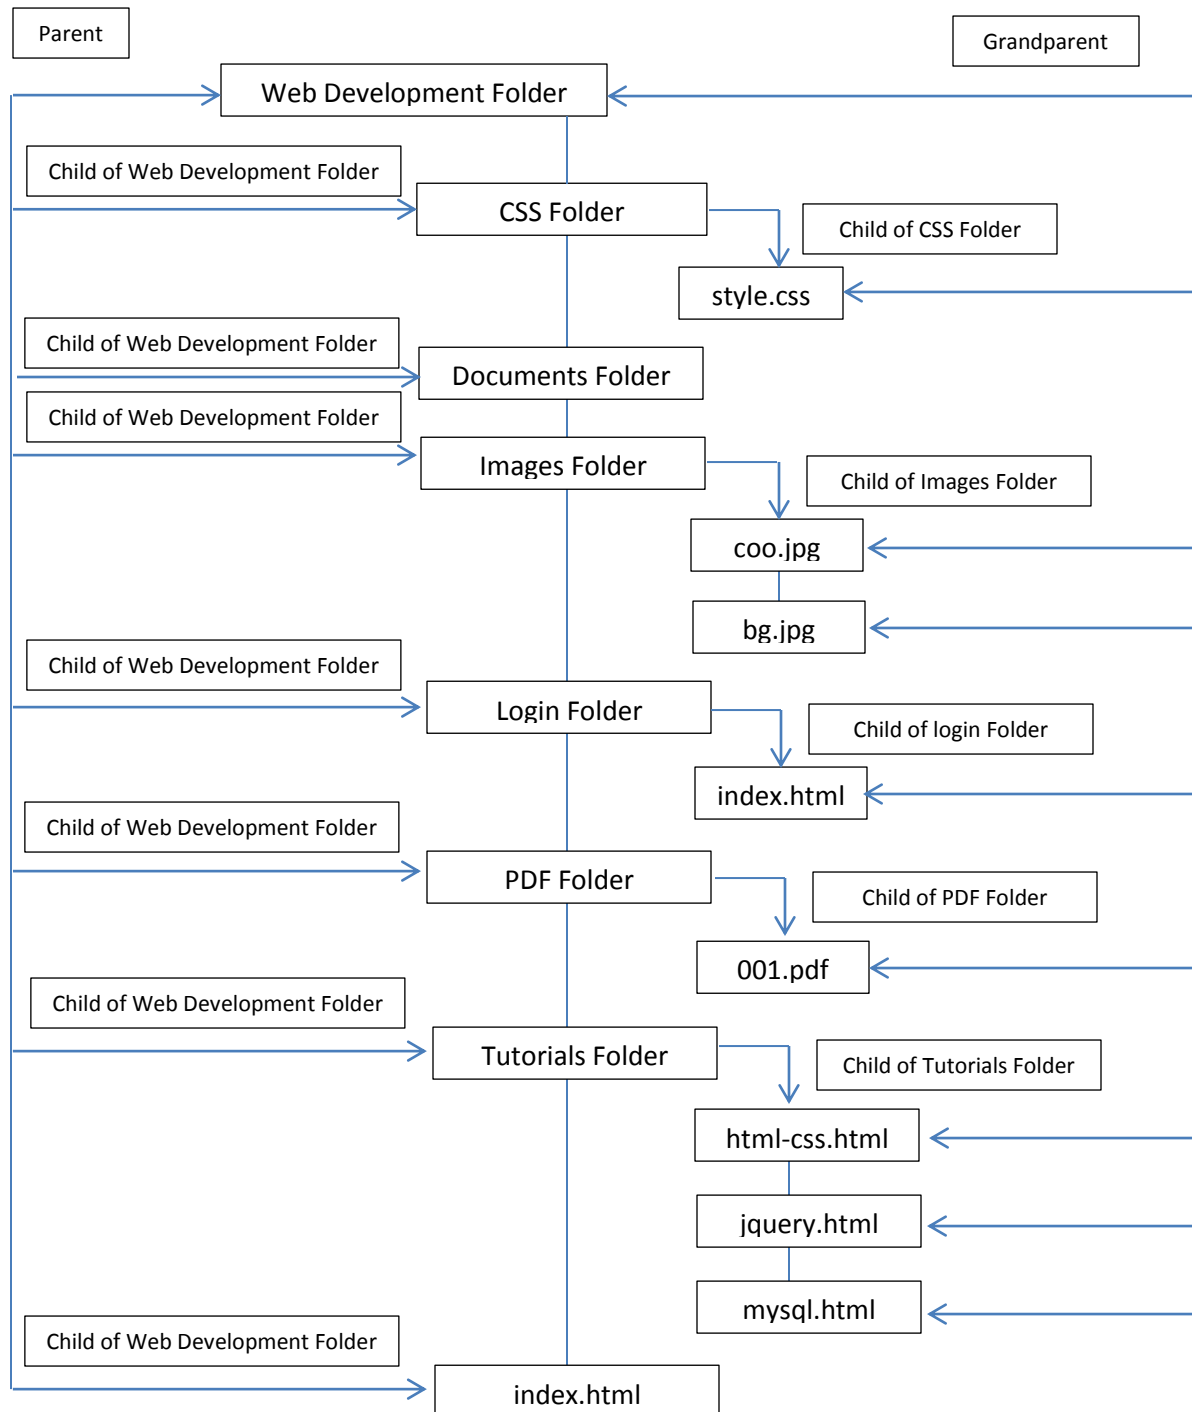 Parent
Grandparent
Web Development Folder
Child of Web Development Folder
CSS Folder
Child of CSS Folder
style.css
Child of Web Development Folder
Documents Folder
Child of Web Development Folder
Images Folder
Child of Images Folder
coo.jpg
bg.jpg
Child of Web Development Folder
Login Folder
Child of login Folder
index.html
Child of Web Development Folder
PDF Folder
Child of PDF Folder
001.pdf
Child of Web Development Folder
Tutorials Folder
Child of Tutorials Folder
html-css.html
jquery.html
mysql.html
Child of Web Development Folder
index.html